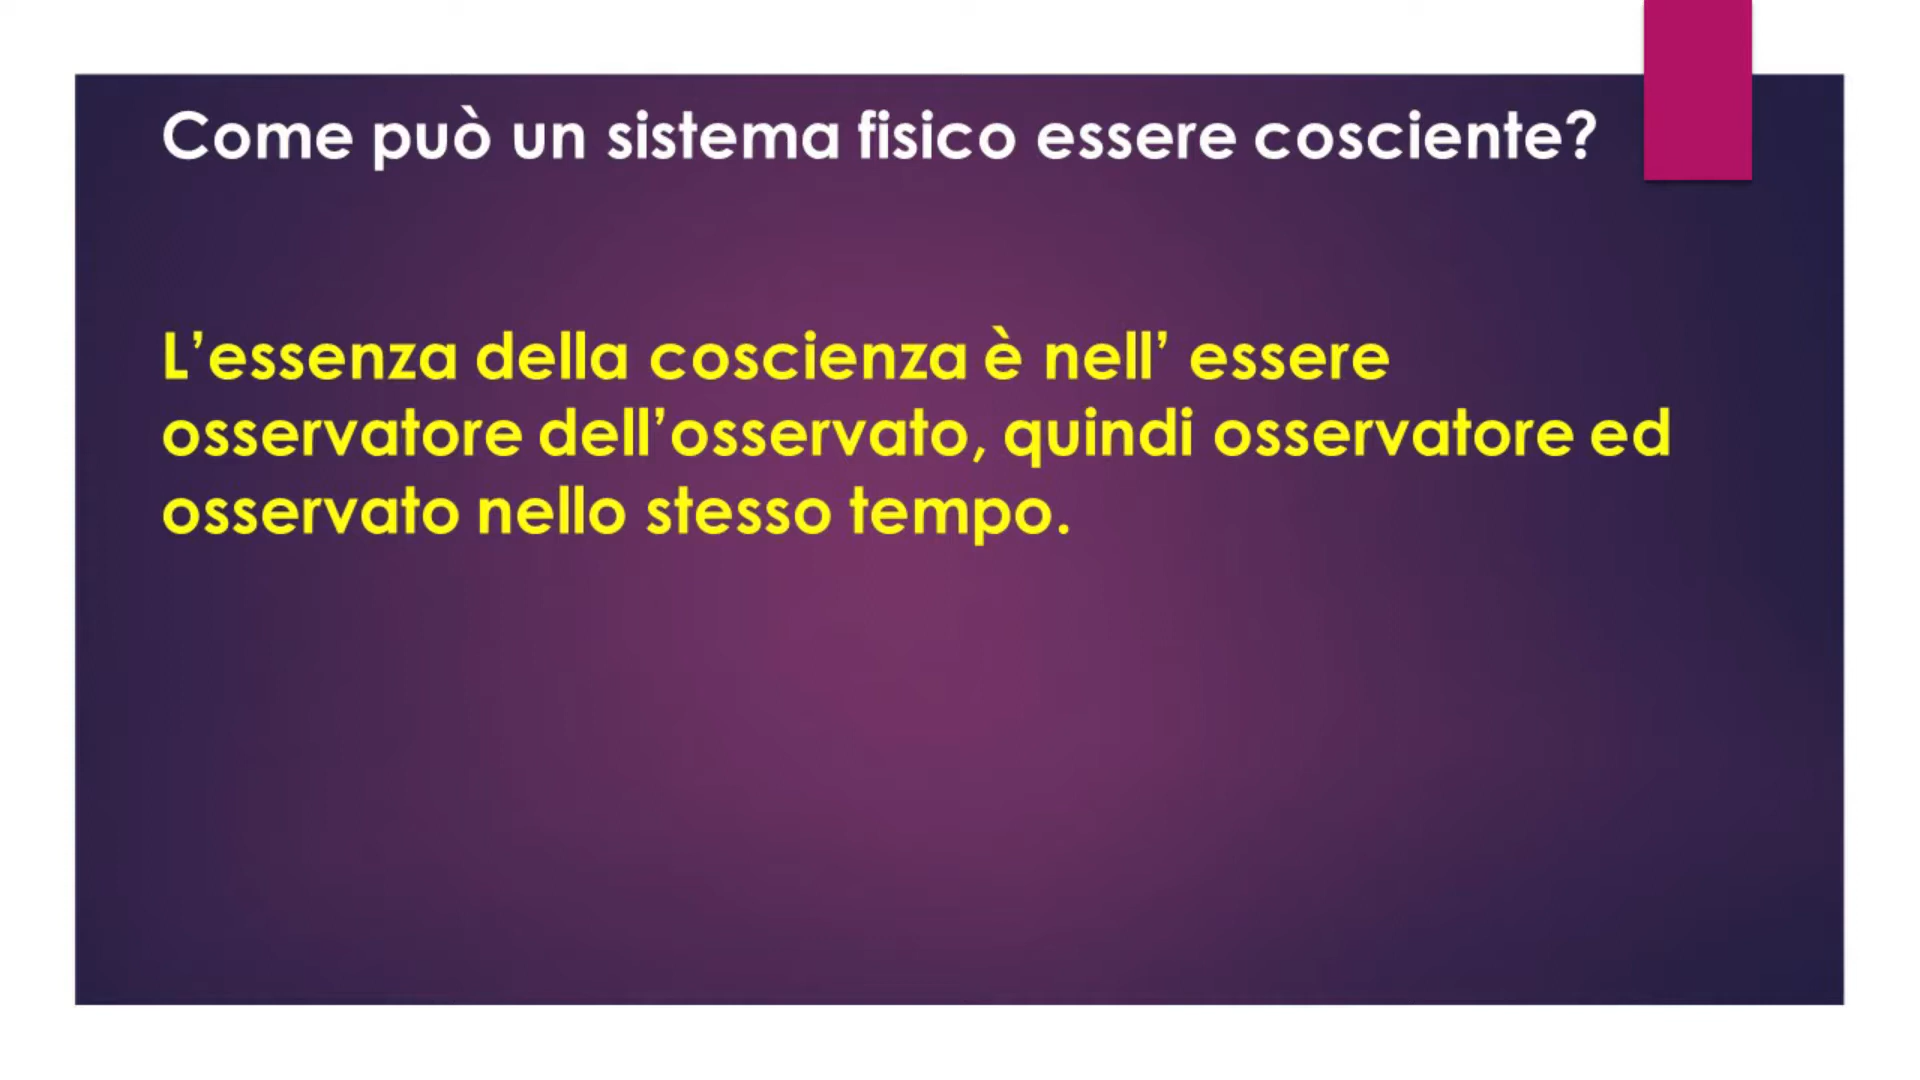 Come può un sistema fisico essere cosciente?
L’essenza della coscienza è nell’ essere
osservatore dell’osservato, quindi osservatore ed
osservato nello stesso tempo.